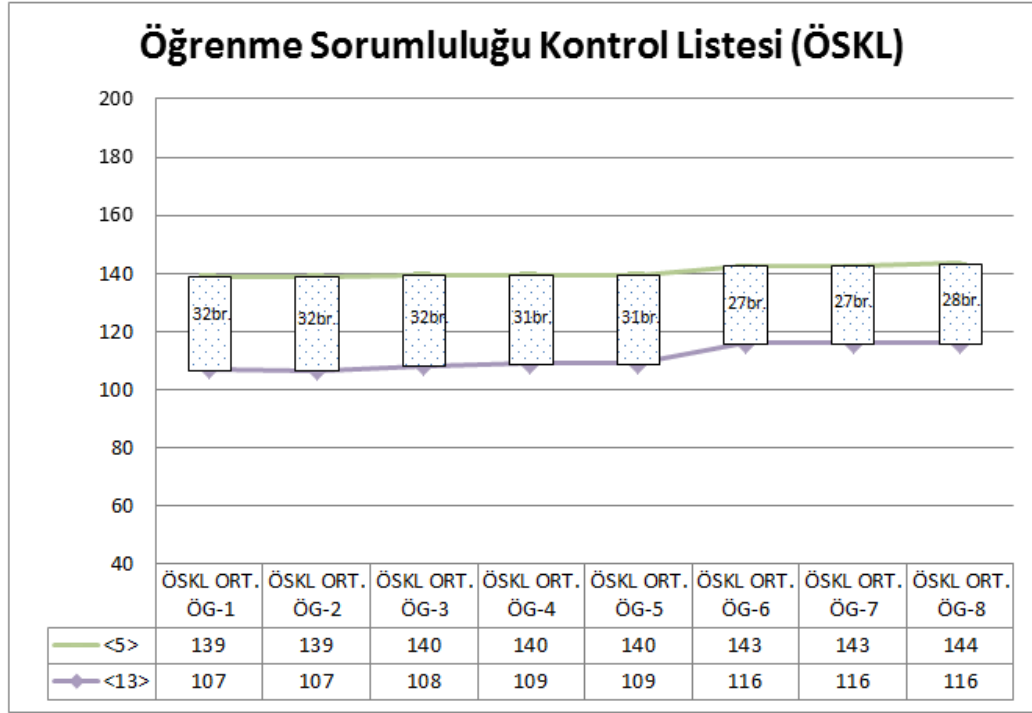 Öğrenme Sorumluluğu Kontrol Listesi (ÖSKL)
200
180
160
140
120
100
80
60
40
32br. 32br. 32br. 31br. 31br. 27br. 27br. 28br.
ÖSKL ORT. ÖSKL ORT. ÖSKL ORT. ÖSKL ORT. ÖSKL ORT. ÖSKL ORT. ÖSKL ORT. ÖSKL ORT.
ÖG-1 ÖG-2 ÖG-3 ÖG-4 ÖG-5 ÖG-6 ÖG-7 ÖG-8
<5> 139 139 140 140 140 143 143 144
<13> 107 107 108 109 109 116 116 116